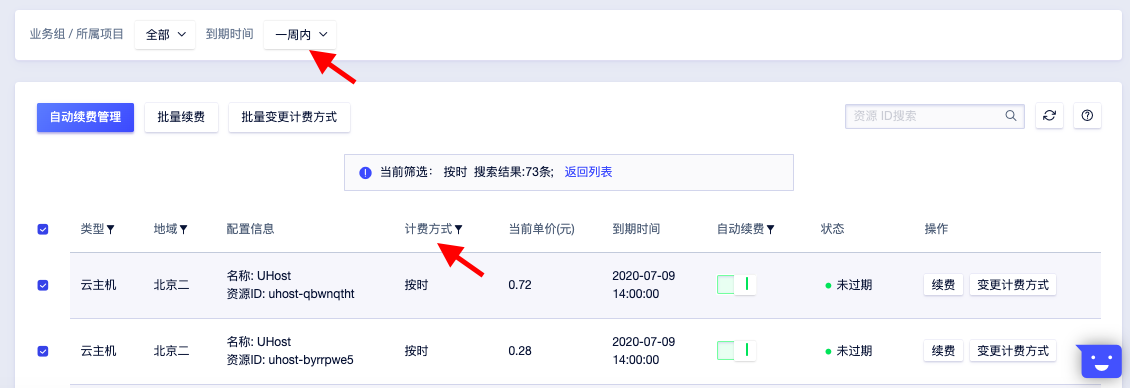 业务组 / 所属项目 全部 到期时间 一周内
自动续费管理 批量续费 批量变更计费方式 资源 ID搜索
当前筛选: 按时 搜索结果:73条; 返回列表
类型 地域 配置信息 计费方式 当前单价(元) 到期时间 自动续费 状态 操作
云主机 北京二 名称: UHost 按时 0.72 2020-07-09 未过期 续费 变更计费方式
资源ID: uhost-qbwnqtht 14:00:00
云主机 北京二 名称: UHost 按时 0.28 2020-07-09 未过期 续费 变更计费方式
资源ID: uhost-byrrpwe5 14:00:00